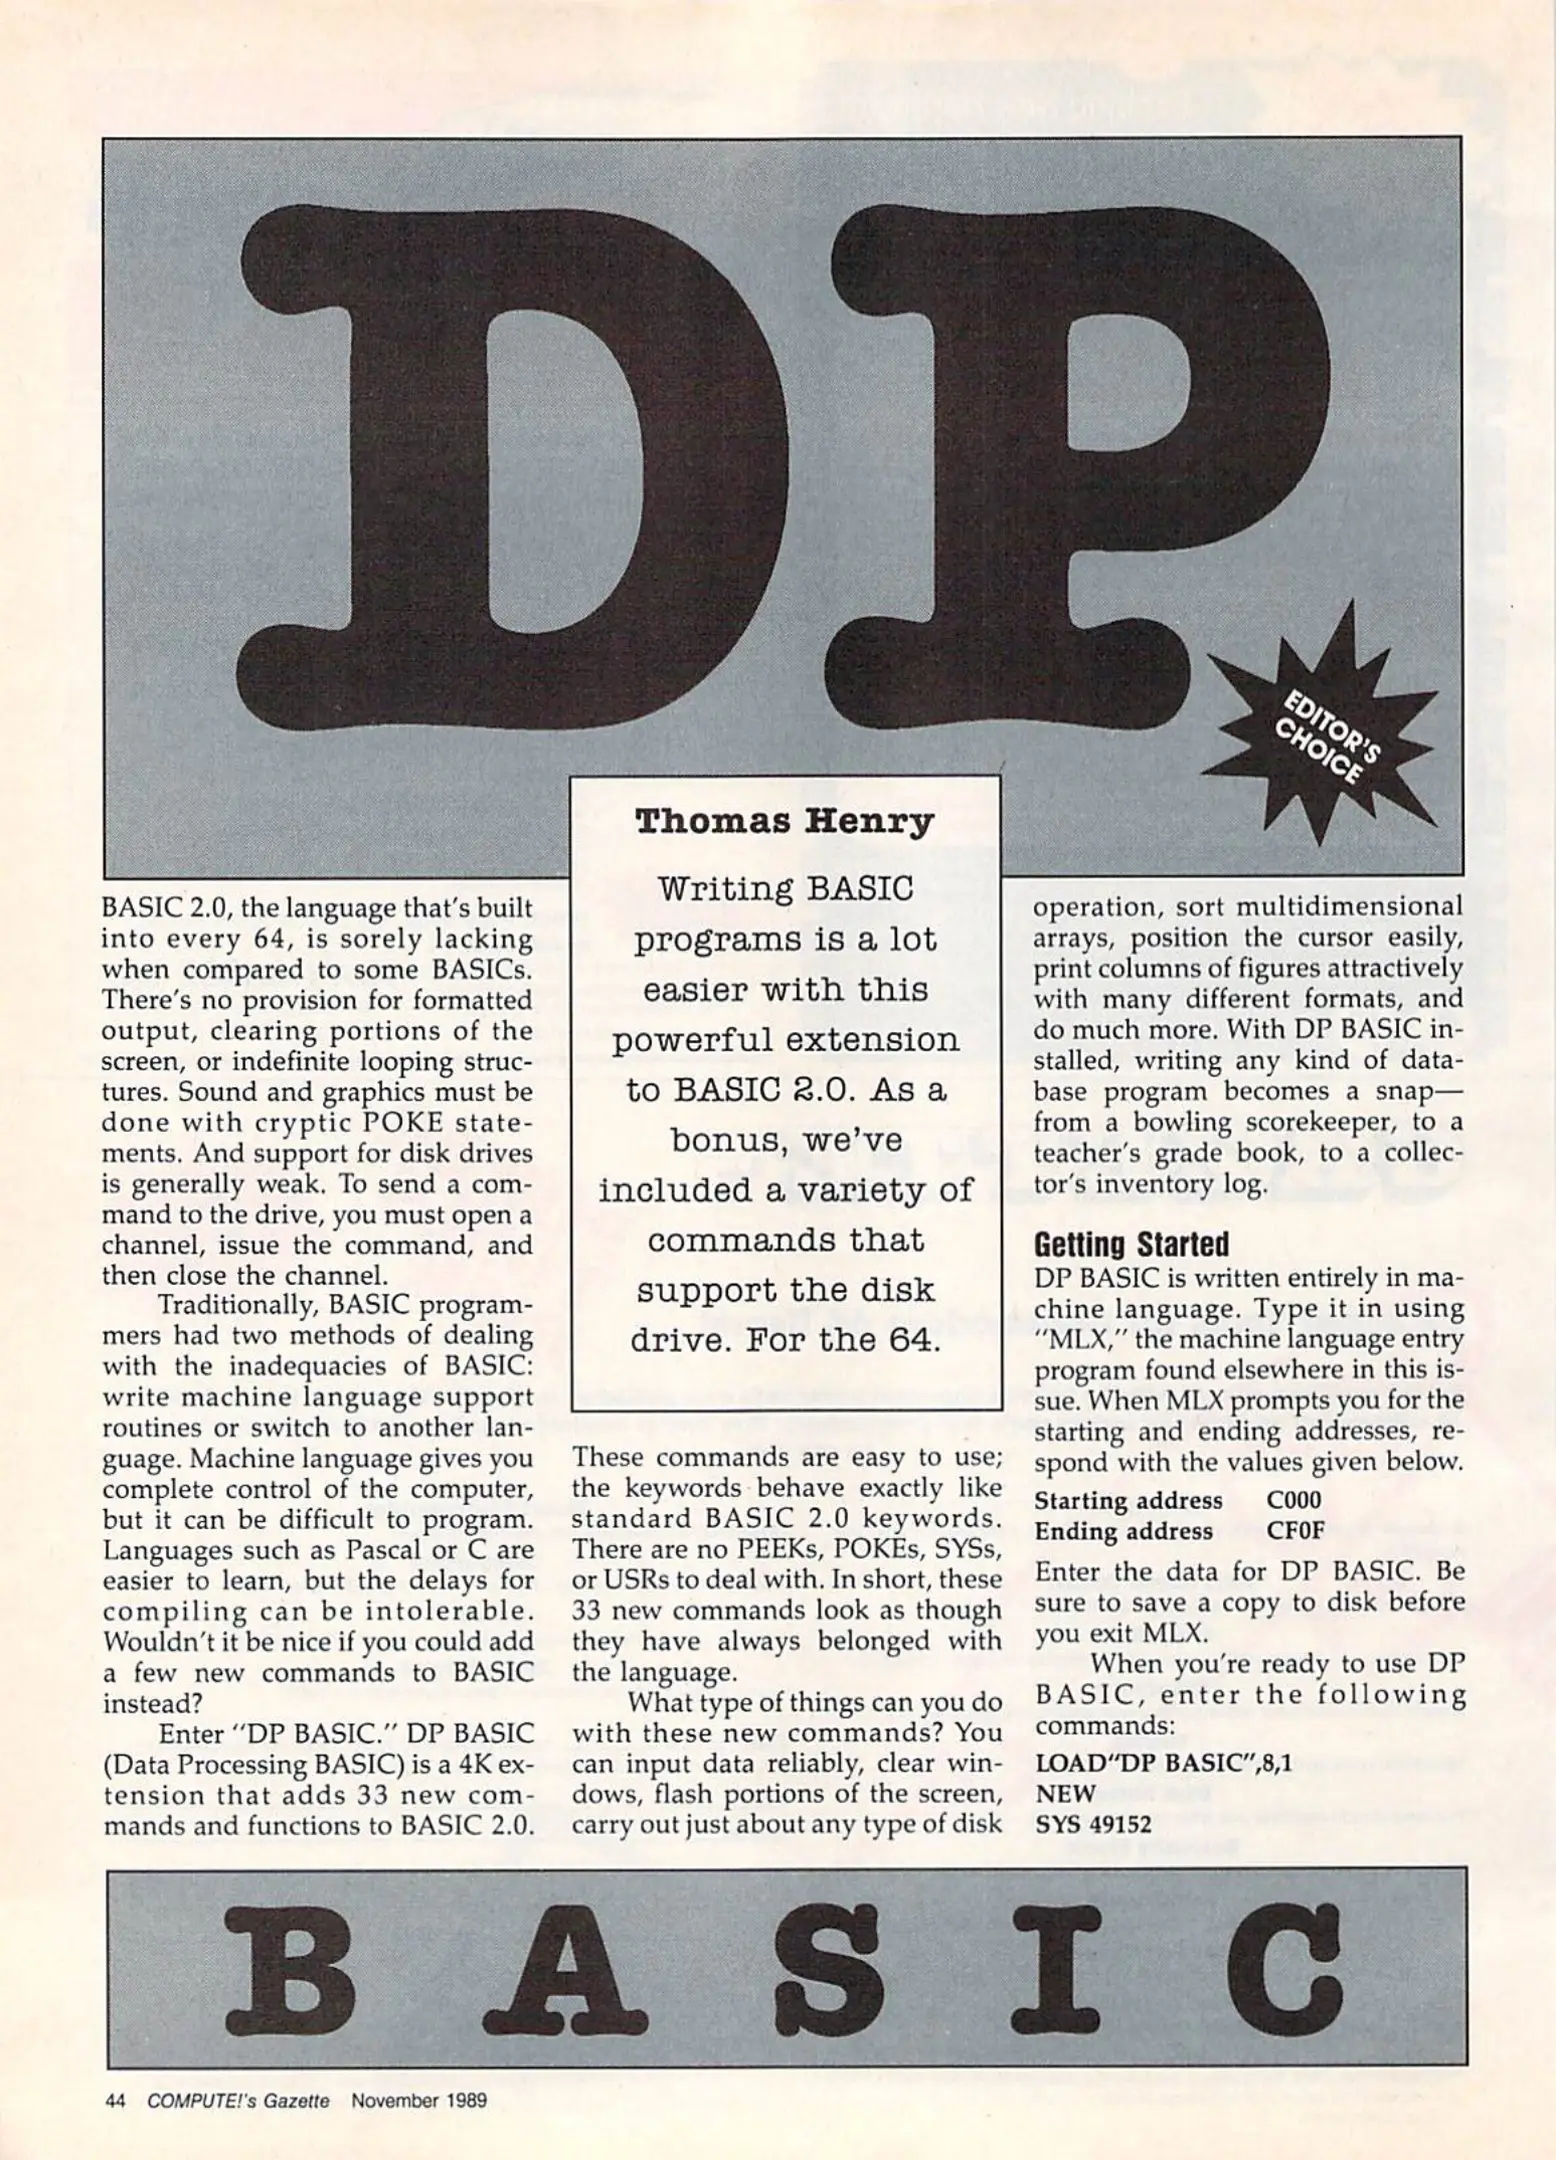 DP
EDITOR'S
CHOICE
Thomas Henry
Writing BASIC
programs is a lot
easier with this
powerful extension
to BASIC 2.0. As a
bonus, we've
included a variety of
commands that
support the disk
drive. For the 64.
BASIC 2.0, the language that's built
into every 64, is sorely lacking
when compared to some BASICs.
There's no provision for formatted
output, clearing portions of the
screen, or indefinite looping struc-
tures. Sound and graphics must be
done with cryptic POKE state-
ments. And support for disk drives
is generally weak. To send a com-
mand to the drive, you must open a
channel, issue the command, and
then close the channel.
Traditionally, BASIC program-
mers had two methods of dealing
with the inadequacies of BASIC:
write machine language support
routines or switch to another lan-
guage. Machine language gives you
complete control of the computer,
but it can be difficult to program.
Languages such as Pascal or C are
easier to learn, but the delays for
compiling can be intolerable.
Wouldn't it be nice if you could add
a few new commands to BASIC
instead?
Enter "DP BASIC." DP BASIC
(Data Processing BASIC) is a 4K ex-
tension that adds 33 new com-
mands and functions to BASIC 2.0.
These commands are easy to use;
the keywords behave exactly like
standard BASIC 2.0 keywords.
There are no PEEKs, POKEs, SYSs,
or USRs to deal with. In short, these
33 new commands look as though
they have always belonged with
the language.
What type of things can you do
with these new commands? You
can input data reliably, clear win-
dows, flash portions of the screen,
carry out just about any type of disk
operation, sort multidimensional
arrays, position the cursor easily,
print columns of figures attractively
with many different formats, and
do much more. With DP BASIC in-
stalled, writing any kind of data-
base program becomes a snap—
from a bowling scorekeeper, to a
teacher's grade book, to a collec-
tor's inventory log.
Getting Started
DP BASIC is written entirely in ma-
chine language. Type it in using
"MLX," the machine language entry
program found elsewhere in this is-
sue. When MLX prompts you for the
starting and ending addresses, re-
spond with the values given below.
Starting address C000
Ending address CF0F
Enter the data for DP BASIC. Be
sure to save a copy to disk before
you exit MLX.
When you're ready to use DP
BASIC, enter the following
commands:
LOAD"DP BASIC",8,1
NEW
SYS 49152
BASIC
44 COMPUTE!'s Gazette November 1989